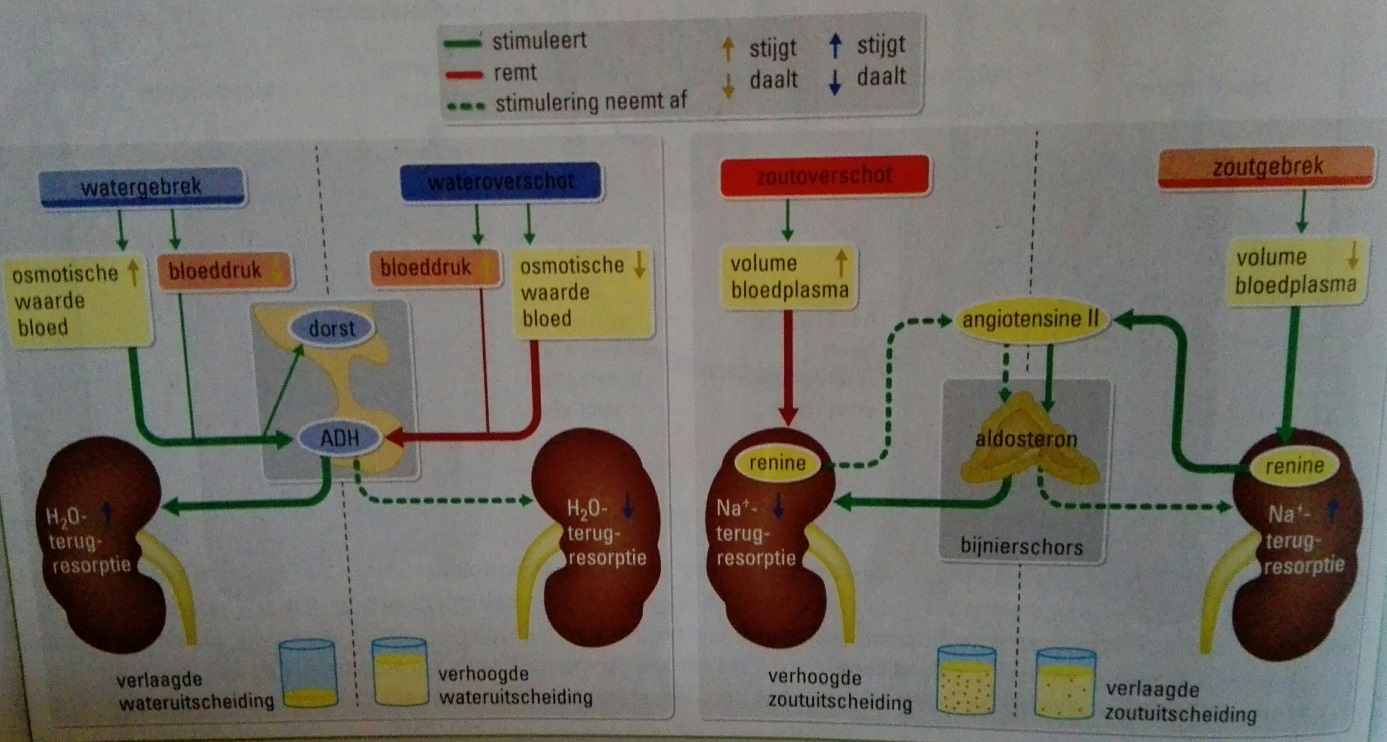 stimuleert
remt
stimulering neemt af
stijgt
daalt
stijgt
daalt
watergebrek
osmotische
waarde
bloed
bloeddruk
wateroverschot
bloeddruk
osmotische
waarde
bloed
dorst
ADH
H₂O-
terug-
resorptie
H₂O-
terug-
resorptie
verlaagde
wateruitscheiding
verhoogde
wateruitscheiding
zoutoverschot
volume
bloedplasma
zoutgebrek
volume
bloedplasma
angiotensine II
aldosteron
bijnierschors
renine
Na⁺-
terug-
resorptie
renine
Na⁺-
terug-
resorptie
verhoogde
zoutuitscheiding
verlaagde
zoutuitscheiding